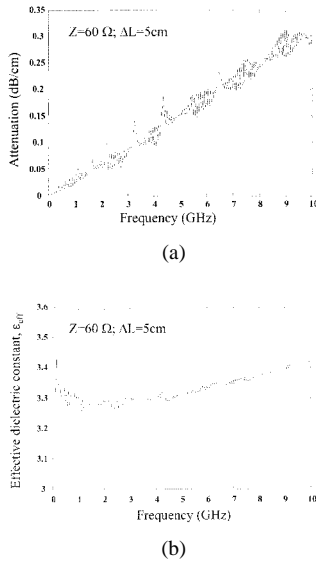 0.35
Z=60 Ω; ΔL=5cm
0.3
0.25
0.2
0.15
0.1
0.05
0
Attenuation (dB/cm)
0 1 2 3 4 5 6 7 8 9 10
Frequency (GHz)
(a)
3.6
Z=60 Ω; ΔL=5cm
3.5
3.4
3.3
3.2
3.1
3
Effective dielectric constant, εeff
0 1 2 3 4 5 6 7 8 9 10
Frequency (GHz)
(b)